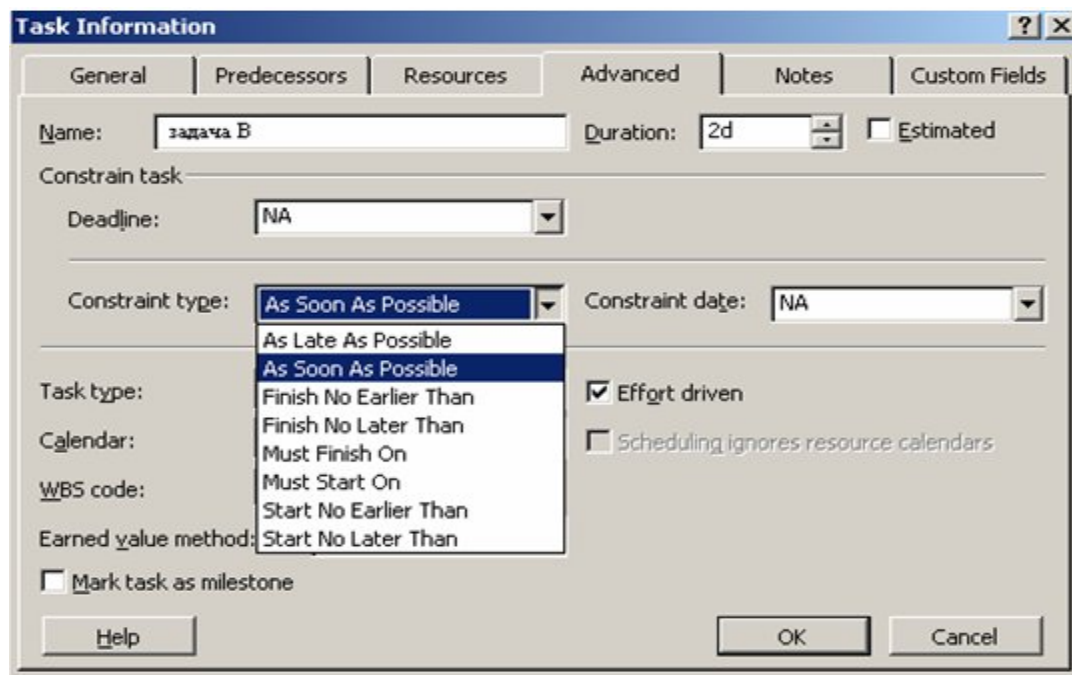 Task Information
General Predecessors Resources Advanced Notes Custom Fields
Name: задача В Duration: 2d Estimated
Constrain task
Deadline: NA
Constraint type: As Soon As Possible Constraint date: NA
As Late As Possible
As Soon As Possible
Task type: Finish No Earlier Than Effort driven
Finish No Later Than
Calendar: Must Finish On Scheduling ignores resource calendars
WBS code: Must Start On
Start No Earlier Than
Earned value method: Start No Later Than
Mark task as milestone
Help OK Cancel